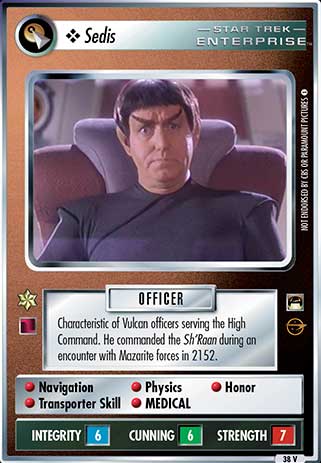 ❖ Sedis
STAR TREK
ENTERPRISE™
NOT ENDORSED BY CBS OR PARAMOUNT PICTURES
OFFICER
Characteristic of Vulcan officers serving the High
Command. He commanded the Sh'Raan during an
encounter with Mazarite forces in 2152.
Navigation • Physics • Honor
Transporter Skill • MEDICAL
INTEGRITY 6 CUNNING 6 STRENGTH 7
38 V